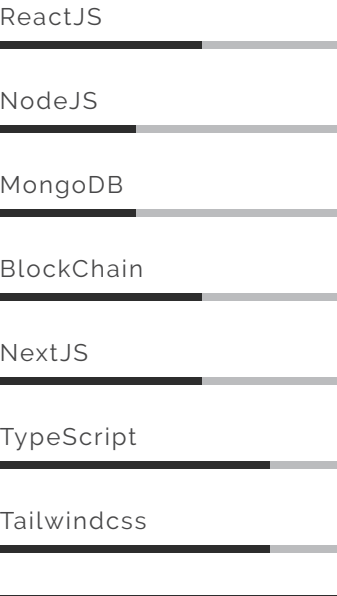 ReactJS
NodeJS
MongoDB
BlockChain
NextJS
TypeScript
Tailwindcss